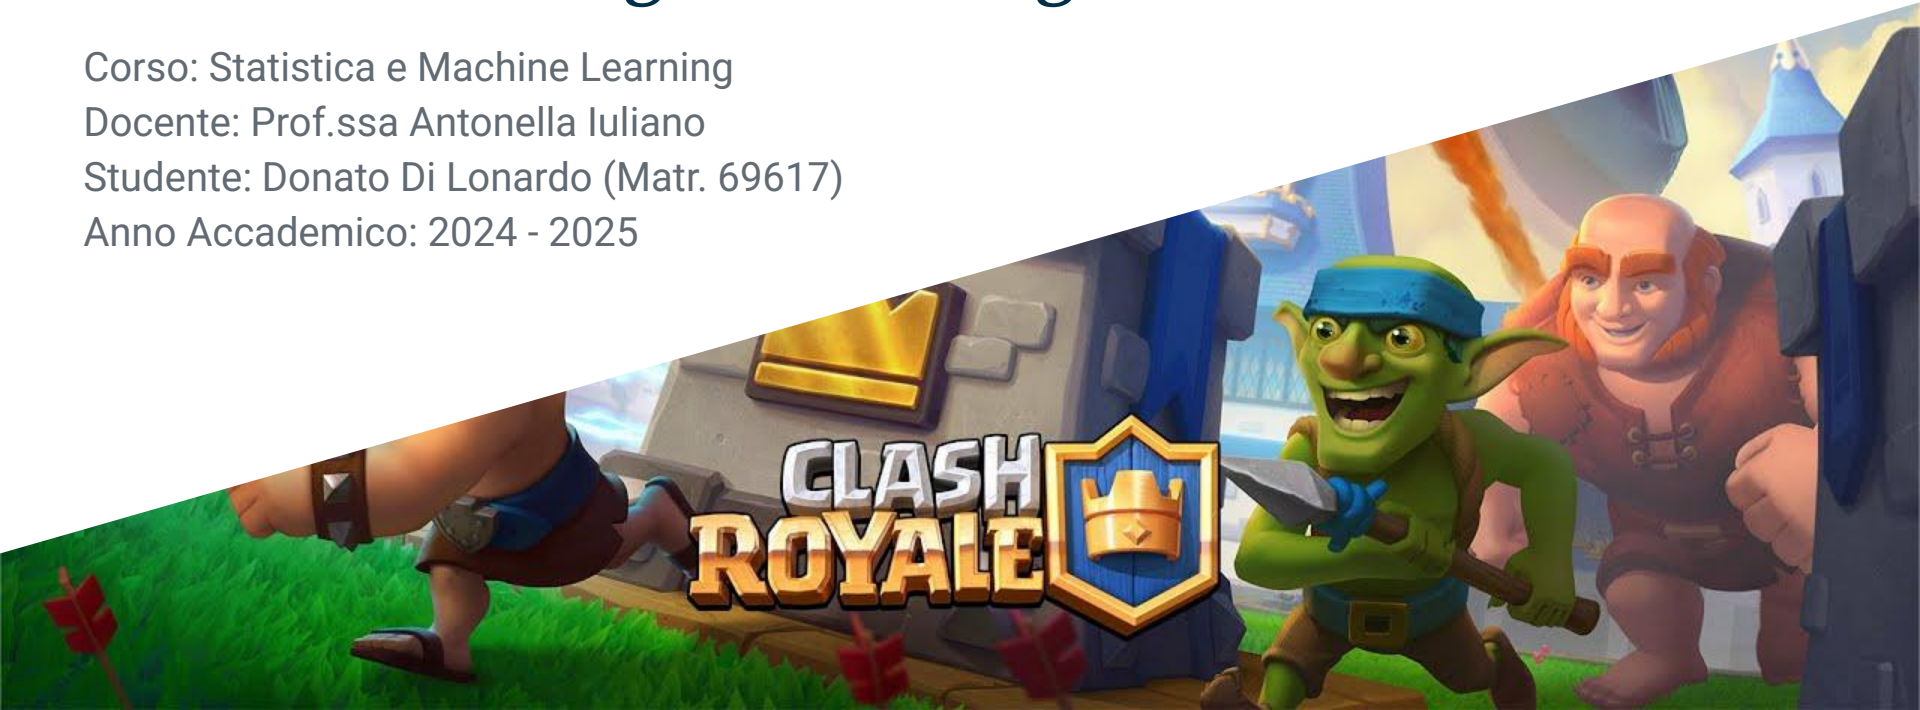 Corso: Statistica e Machine Learning
Docente: Prof.ssa Antonella Iuliano
Studente: Donato Di Lonardo (Matr. 69617)
Anno Accademico: 2024 - 2025
CLASH
ROYALE